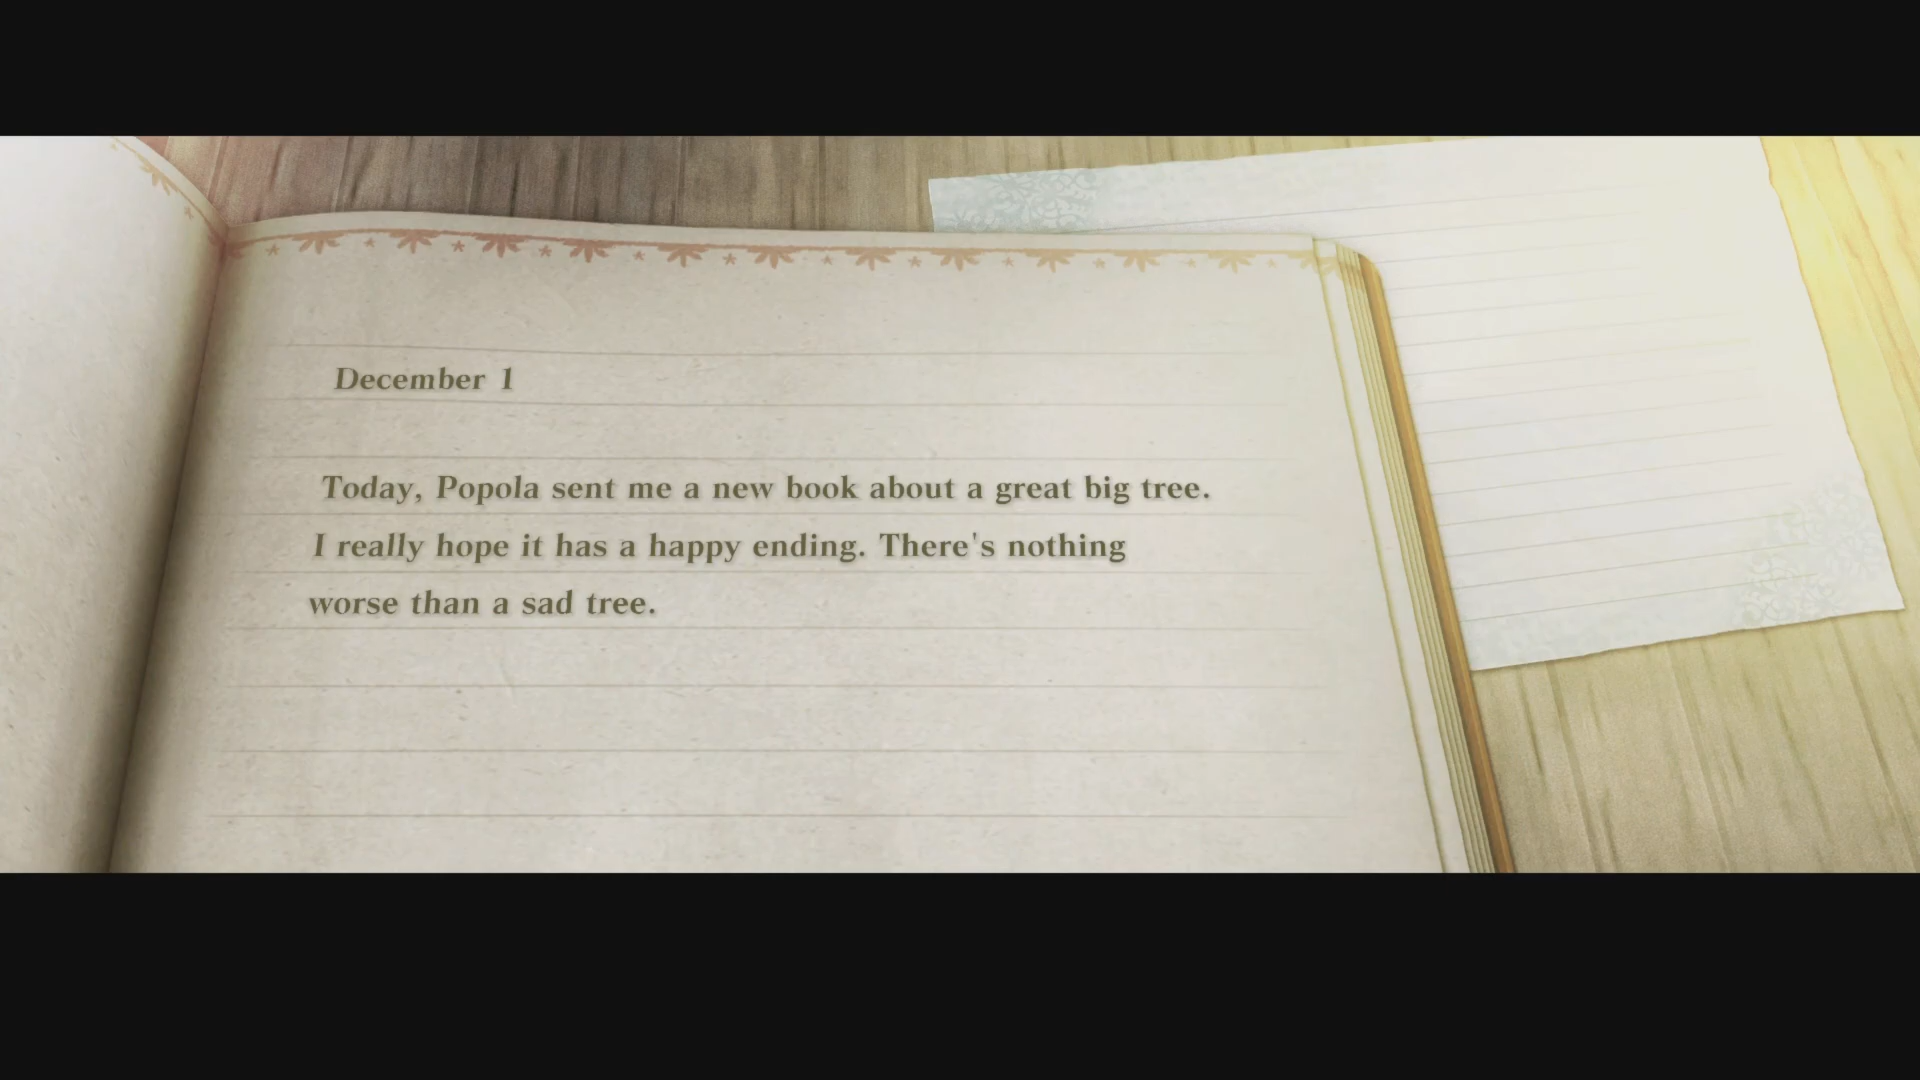 December 1
Today, Popola sent me a new book about a great big tree.
I really hope it has a happy ending. There's nothing
worse than a sad tree.